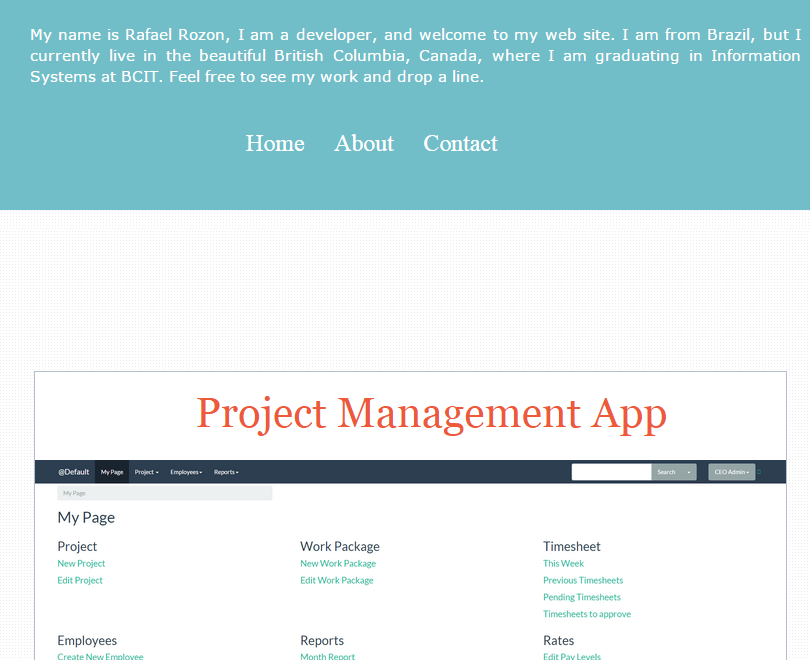 My name is Rafael Rozon, I am a developer, and welcome to my web site. I am from Brazil, but I
currently live in the beautiful British Columbia, Canada, where I am graduating in Information
Systems at BCIT. Feel free to see my work and drop a line.
Home About Contact
Project Management App
@Default My Page Project Employees Reports Search CEO Admin
My Page
My Page
Project Work Package Timesheet
New Project New Work Package This Week
Edit Project Edit Work Package Previous Timesheets
Pending Timesheets
Timesheets to approve
Employees Reports Rates
Create New Employee Month Report Edit Pay Levels